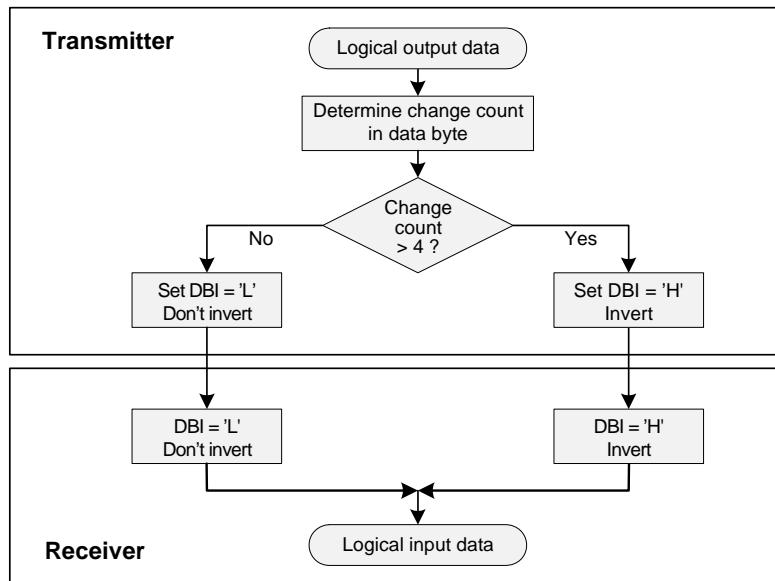 Transmitter
Logical output data
Determine change count
in data byte
Change
count
> 4 ?
No
Yes
Set DBI = 'L'
Don't invert
Set DBI = 'H'
Invert
DBI = 'L'
Don't invert
DBI = 'H'
Invert
Logical input data
Receiver